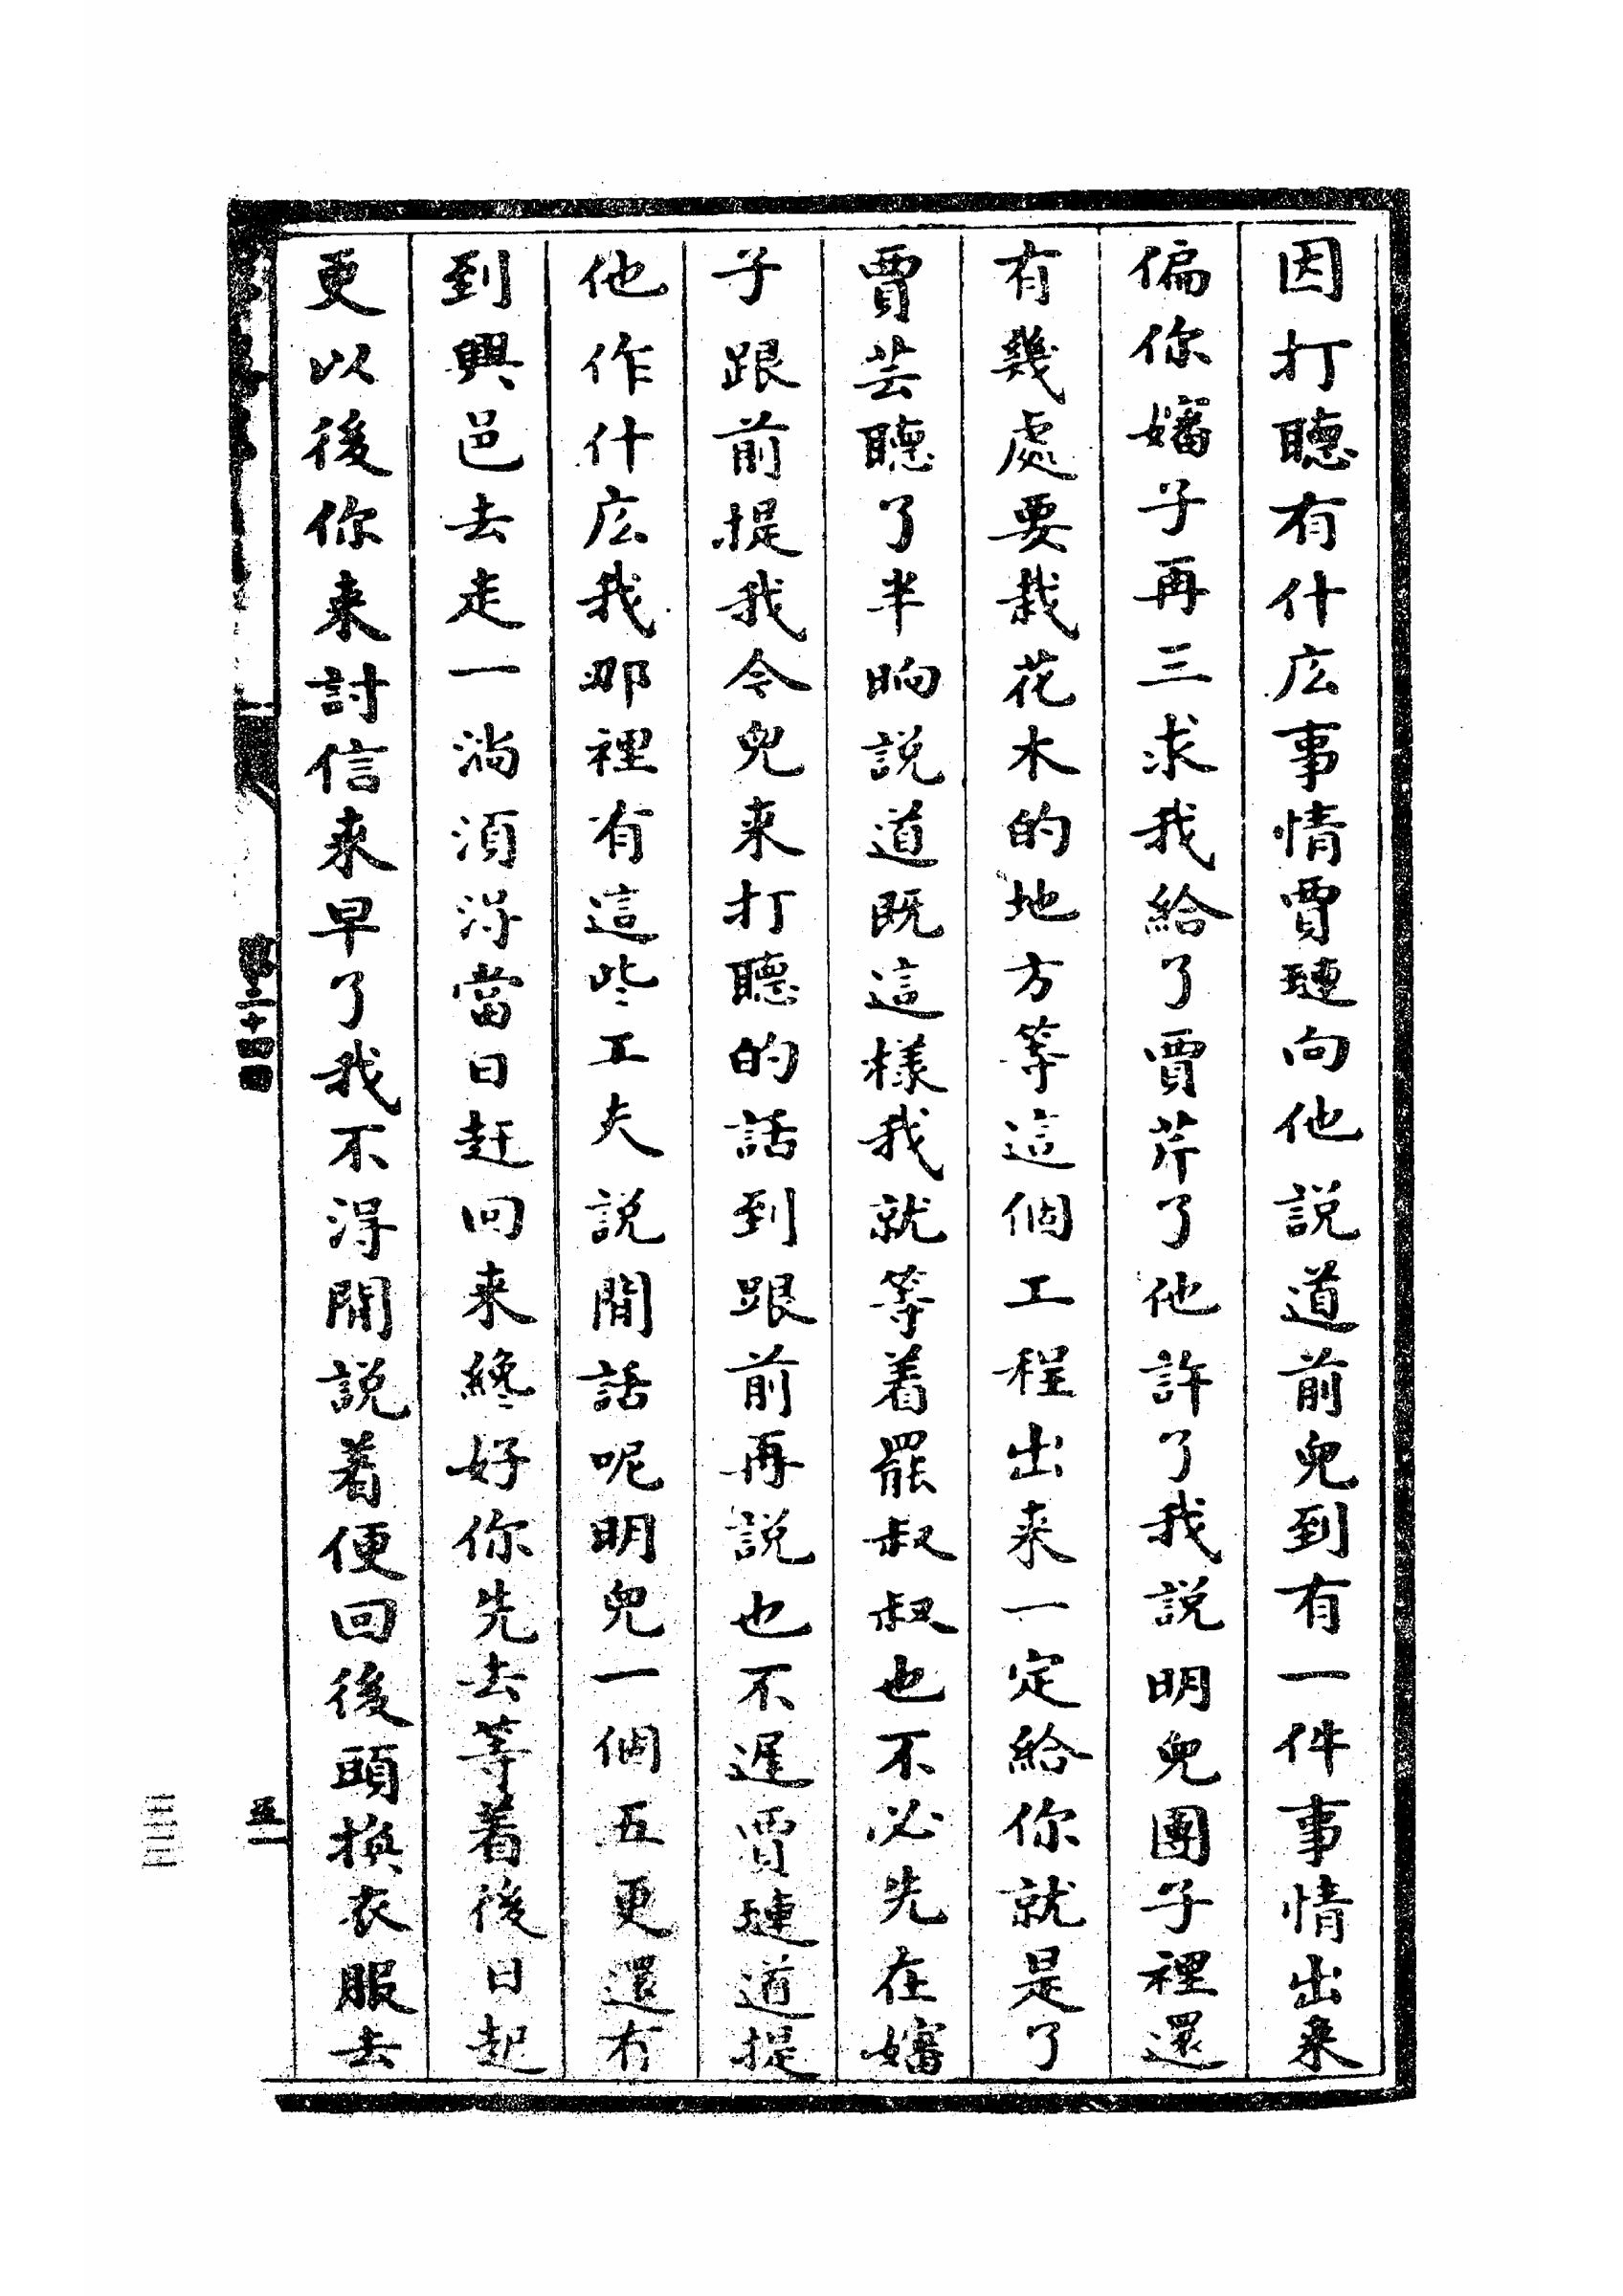 因打聽有什庅事情賈璉向他説道前兒到有一件事情出來
偏你嬸子再三求我給了賈芹了他許了我説明兒園子裡還
有幾處要栽花木的地方等這個工程出来一定給你就是了
賈芸聽了半晌説道既這樣我就等着罷叔叔也不必先在嬸
子跟前提我今兒来打聽的話到跟前再説也不遲賈璉道提
他作什庅我那裡有這些工夫説閒話呢明兒一個五更還有
到興邑去走一淌須得當日赶回来纔好你先去等着後日起
更以後你来討信来早了我不得閒説着便回後頭換衣服去